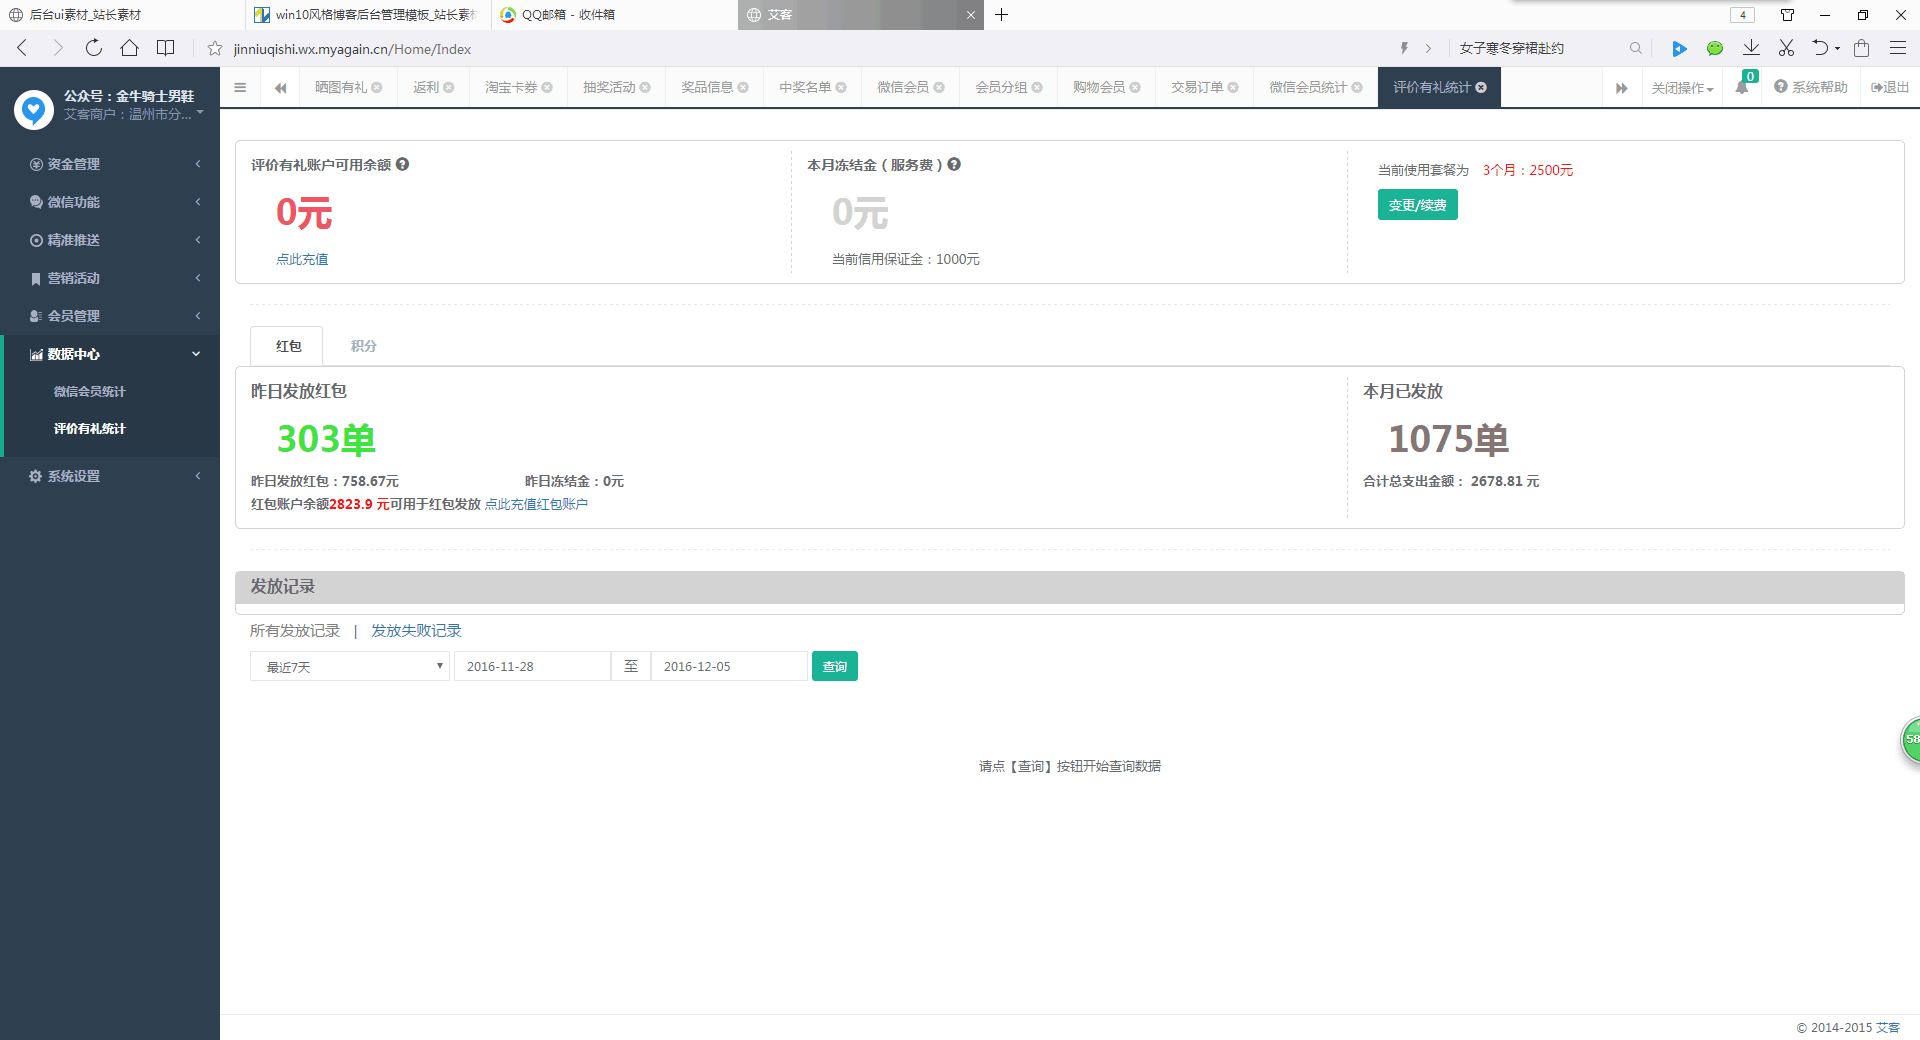 后台ui素材_站长素材
win10风格博客后台管理模板_站长素材
QQ邮箱 - 收件箱
艾客
4
jinniuqishi.wx.myagain.cn/Home/Index
女子寒冬穿裙赴约
公众号：金牛骑士男鞋
艾客商户：温州市分...
晒图有礼
返利
淘宝卡券
抽奖活动
奖品信息
中奖名单
微信会员
会员分组
购物会员
交易订单
微信会员统计
评价有礼统计
关闭操作
0
系统帮助
退出
资金管理
微信功能
精准推送
营销活动
会员管理
数据中心
微信会员统计
评价有礼统计
系统设置
评价有礼账户可用余额
0元
点此充值
本月冻结金（服务费）
0元
当前信用保证金：1000元
当前使用套餐为 3个月：2500元
变更/续费
红包
积分
昨日发放红包
303单
昨日发放红包：758.67元
昨日冻结金：0元
红包账户余额2823.9 元可用于红包发放 点此充值红包账户
本月已发放
1075单
合计总支出金额： 2678.81 元
发放记录
所有发放记录 | 发放失败记录
最近7天
2016-11-28
至
2016-12-05
查询
请点【查询】按钮开始查询数据
58
© 2014-2015 艾客